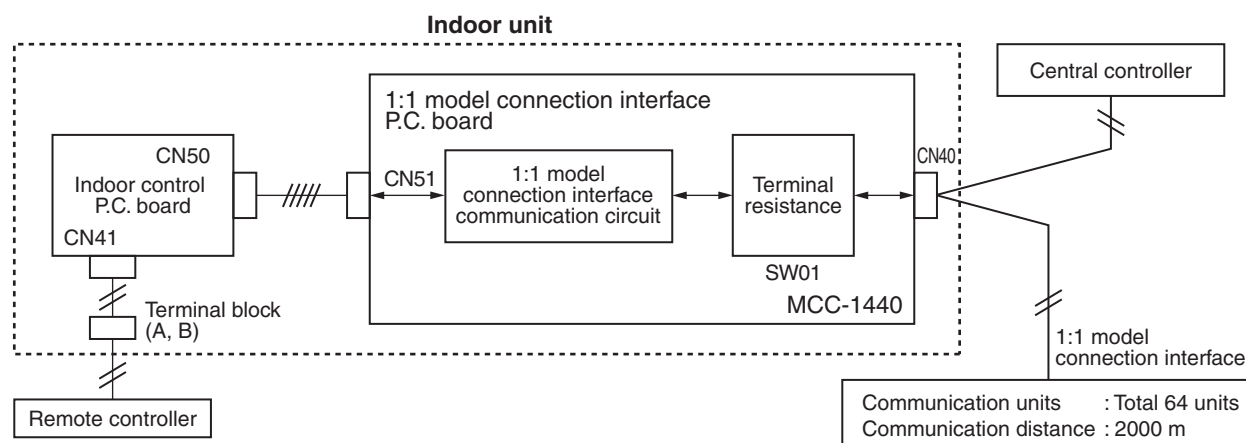 Indoor unit
Central controller
1:1 model connection interface
P.C. board
CN50
Indoor control
P.C. board
CN41
CN51
1:1 model
connection interface
communication circuit
Terminal
resistance
CN40
SW01
MCC-1440
Terminal block
(A, B)
1:1 model
connection interface
Remote controller
Communication units : Total 64 units
Communication distance : 2000 m